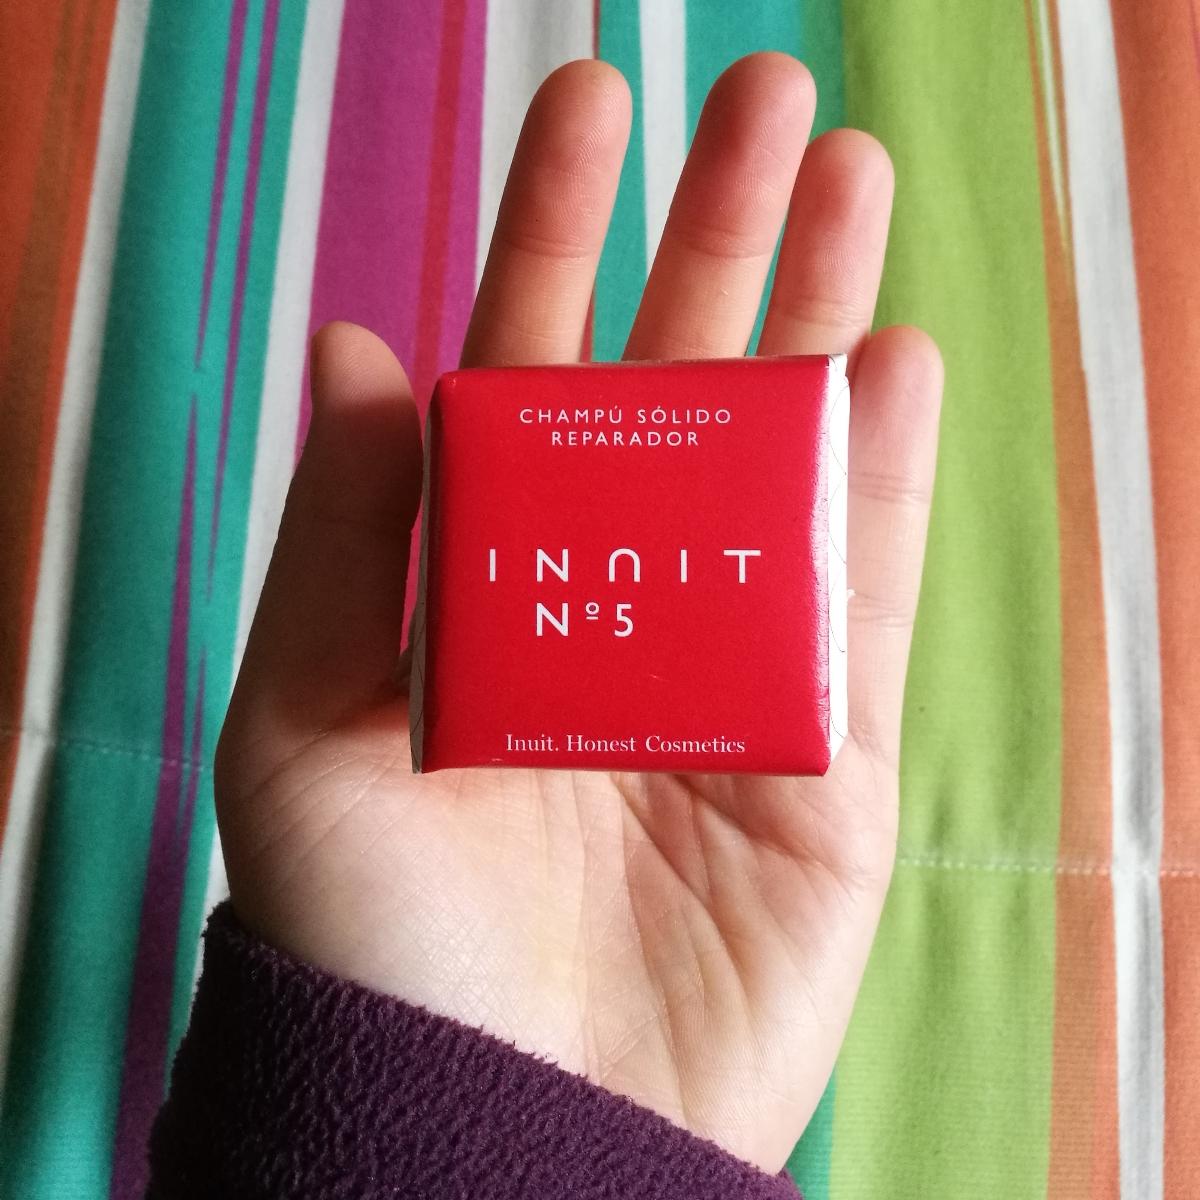 CHAMPÚ SÓLIDO
REPARADOR
INUIT
Nº5
Inuit. Honest Cosmetics